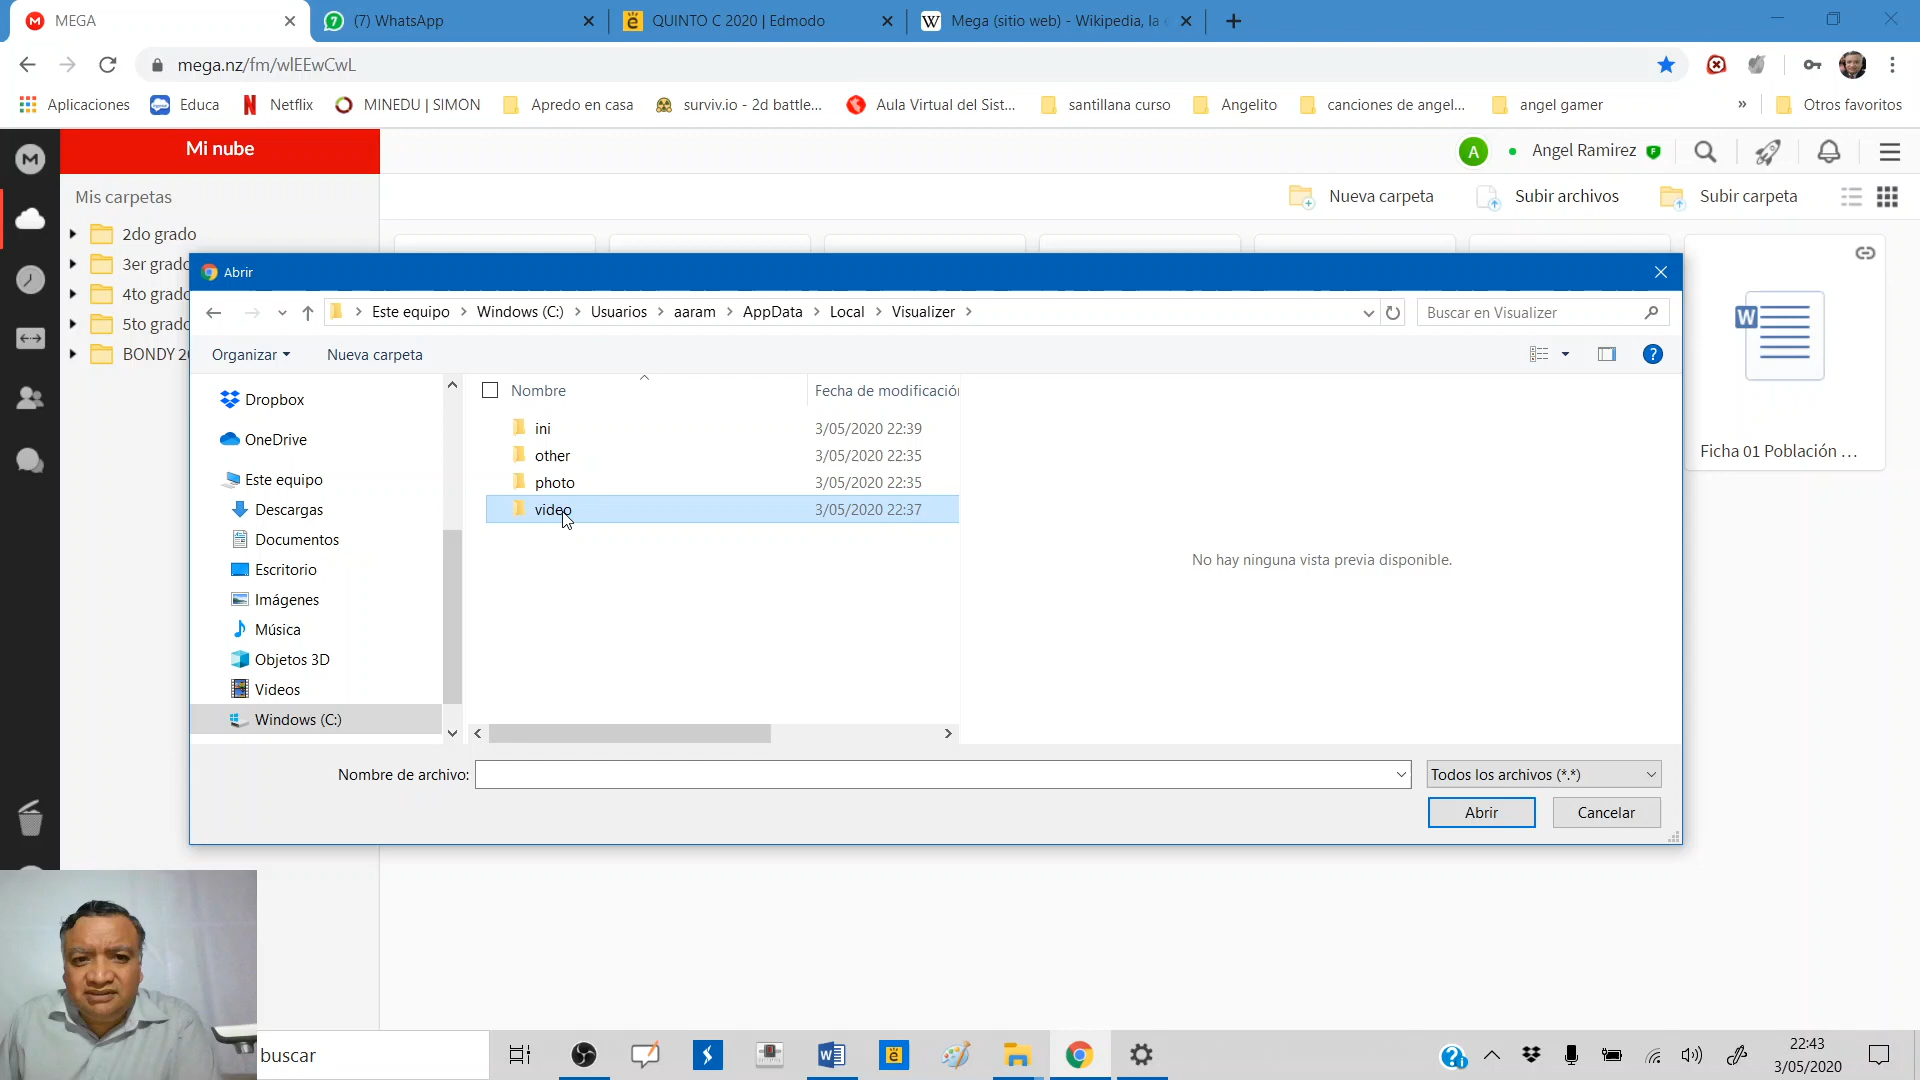 MEGA
(7) WhatsApp
QUINTO C 2020 | Edmodo
Mega (sitio web) - Wikipedia, la e
mega.nz/fm/wlEEwCwL
Aplicaciones
Educa
Netflix
MINEDU | SIMON
Apredo en casa
surviv.io - 2d battle...
Aula Virtual del Sist...
santillana curso
Angelito
canciones de angel...
angel gamer
»
Otros favoritos
Mi nube
A
Angel Ramirez
Mis carpetas
Nueva carpeta
Subir archivos
Subir carpeta
2do grado
3er grado
4to grado
5to grado
BONDY 2
Abrir
Este equipo > Windows (C:) > Usuarios > aaram > AppData > Local > Visualizer >
Buscar en Visualizer
Organizar
Nueva carpeta
Dropbox
OneDrive
Este equipo
Descargas
Documentos
Escritorio
Imágenes
Música
Objetos 3D
Videos
Windows (C:)
Nombre
Fecha de modificación
ini 3/05/2020 22:39
other 3/05/2020 22:35
photo 3/05/2020 22:35
video 3/05/2020 22:37
No hay ninguna vista previa disponible.
Nombre de archivo:
Todos los archivos (*.*)
Abrir
Cancelar
Ficha 01 Población ...
buscar
22:43
3/05/2020